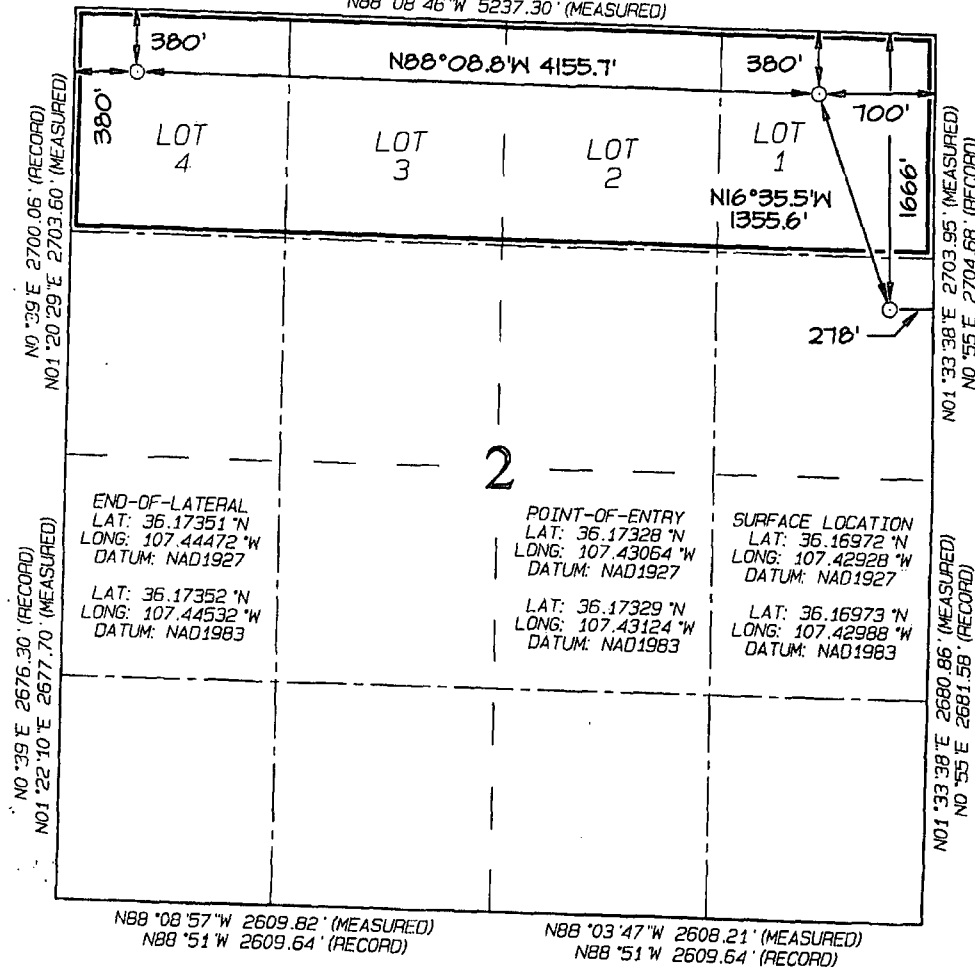 N88°08'46"W 5237.30' (MEASURED)
380'
N88°08.8'W 4155.7'
380'
700'
380'
1666'
LOT
4
LOT
3
LOT
2
LOT
1
N16°35.5'W
1355.6'
278'
N0°39'E 2700.06' (RECORD)
N01°20'29"E 2703.60' (MEASURED)
N01°33'38"E 2703.95' (MEASURED)
N0°55'E 2704.68' (RECORD)
2
END-OF-LATERAL
LAT: 36.17351 °N
LONG: 107.44472 °W
DATUM: NAD1927
LAT: 36.17352 °N
LONG: 107.44532 °W
DATUM: NAD1983
POINT-OF-ENTRY
LAT: 36.17328 °N
LONG: 107.43064 °W
DATUM: NAD1927
LAT: 36.17329 °N
LONG: 107.43124 °W
DATUM: NAD1983
SURFACE LOCATION
LAT: 36.16972 °N
LONG: 107.42928 °W
DATUM: NAD1927
LAT: 36.16973 °N
LONG: 107.42988 °W
DATUM: NAD1983
N0°39'E 2676.30' (RECORD)
N01°22'10"E 2677.70' (MEASURED)
N01°33'38"E 2680.86' (MEASURED)
N0°55'E 2681.58' (RECORD)
N88°08'57"W 2609.82' (MEASURED)
N88°51'W 2609.64' (RECORD)
N88°03'47"W 2608.21' (MEASURED)
N88°51'W 2609.64' (RECORD)